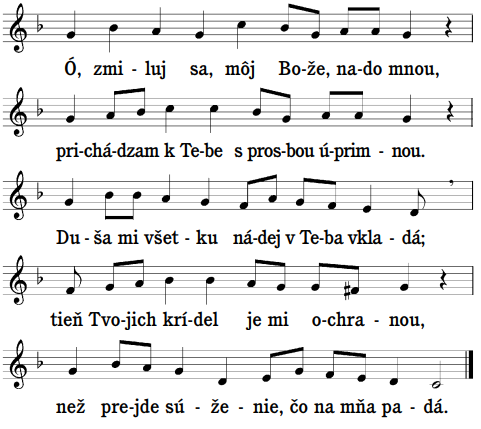 Ó, zmi - luj sa, môj Bo-že, na-do mnou,
pri-chá-dzam k Te-be s pros-bou ú-prim - nou.
Du - ša mi všet - ku ná-dej v Te-ba vkla - dá;
tieň Tvo-jich krí-del je mi o-chra - nou,
než pre-jde sú - že - nie, čo na mňa pa - dá.